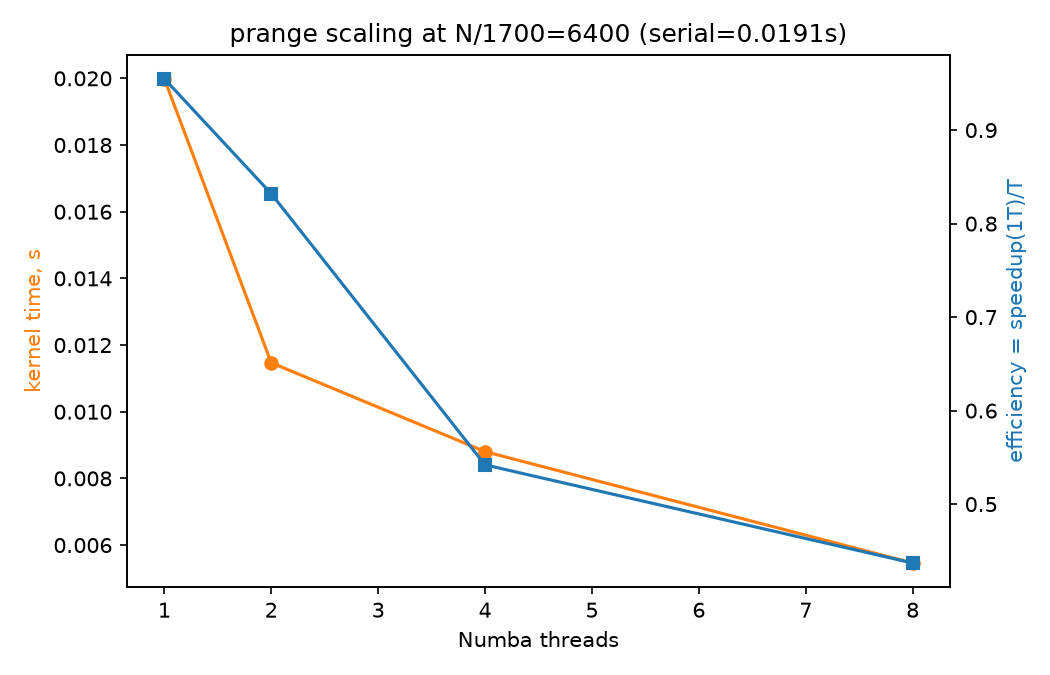 prange scaling at N/1700=6400 (serial=0.0191s)
kernel time, s
0.020
0.018
0.016
0.014
0.012
0.010
0.008
0.006
0.9
0.8
0.7
0.6
0.5
efficiency = speedup(1T)/T
1 2 3 4 5 6 7 8
Numba threads